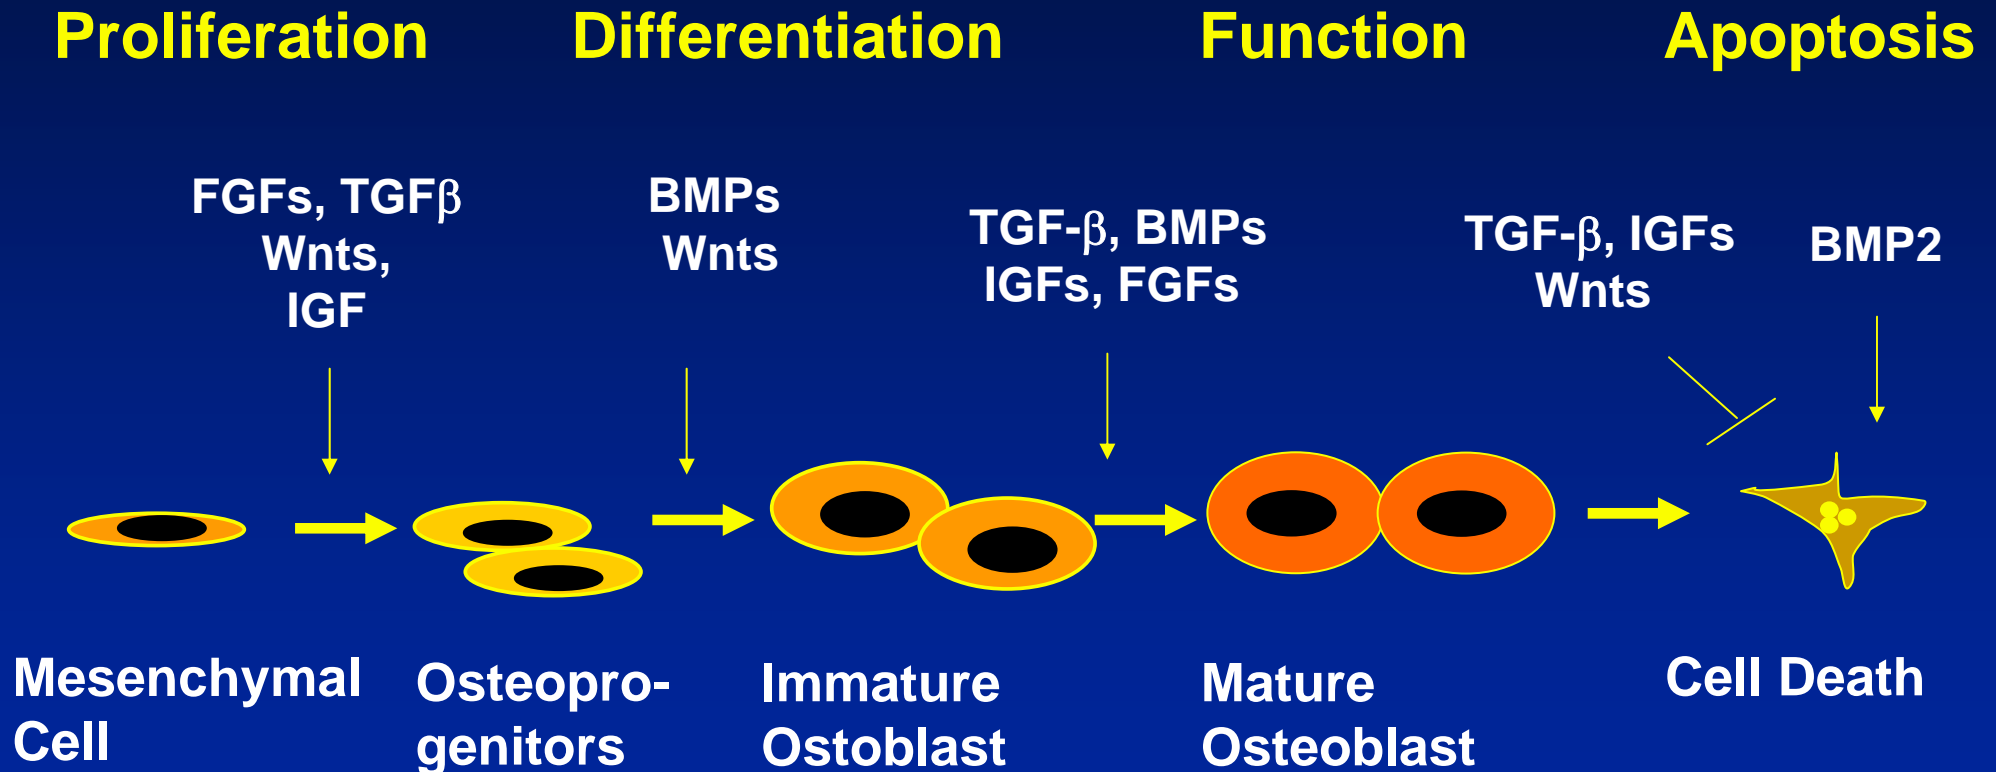 Proliferation
Differentiation
Function
Apoptosis
FGFs, TGFβ
Wnts,
IGF
BMPs
Wnts
TGF-β, BMPs
IGFs, FGFs
TGF-β, IGFs
Wnts
BMP2
Mesenchymal
Cell
Osteopro-
genitors
Immature
Ostoblast
Mature
Osteoblast
Cell Death